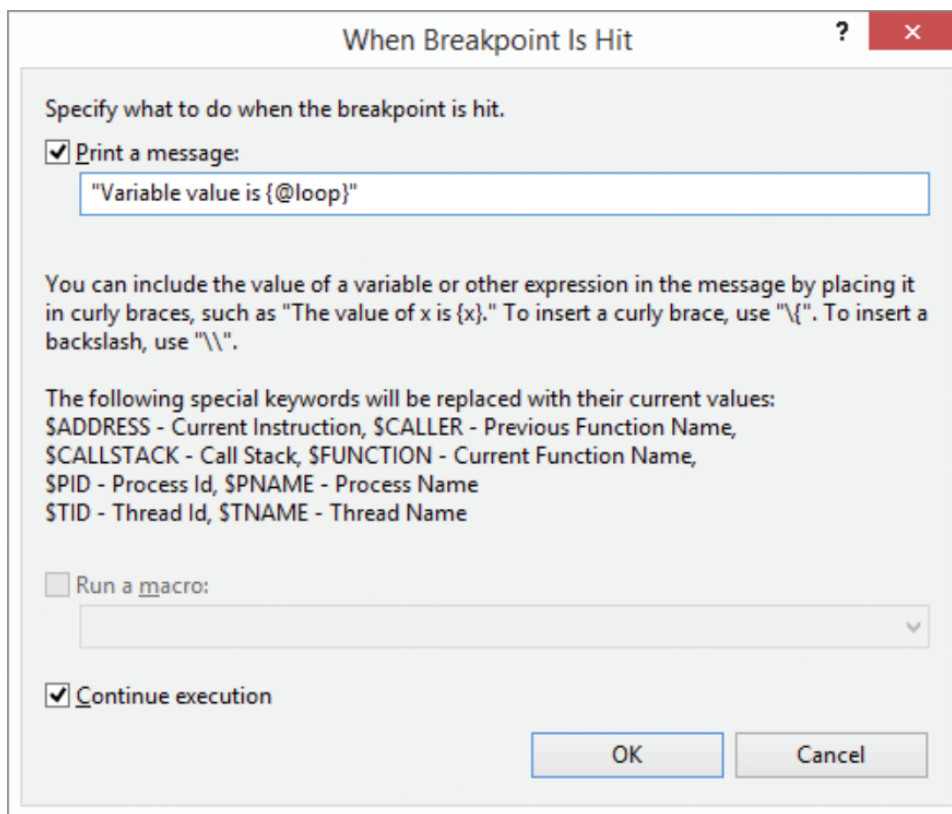 When Breakpoint Is Hit
?
Specify what to do when the breakpoint is hit.
Print a message:
"Variable value is {@loop}"
You can include the value of a variable or other expression in the message by placing it
in curly braces, such as "The value of x is {x}." To insert a curly brace, use "\{". To insert a
backslash, use "\\".
The following special keywords will be replaced with their current values:
$ADDRESS - Current Instruction, $CALLER - Previous Function Name,
$CALLSTACK - Call Stack, $FUNCTION - Current Function Name,
$PID - Process Id, $PNAME - Process Name
$TID - Thread Id, $TNAME - Thread Name
Run a macro:
Continue execution
OK
Cancel